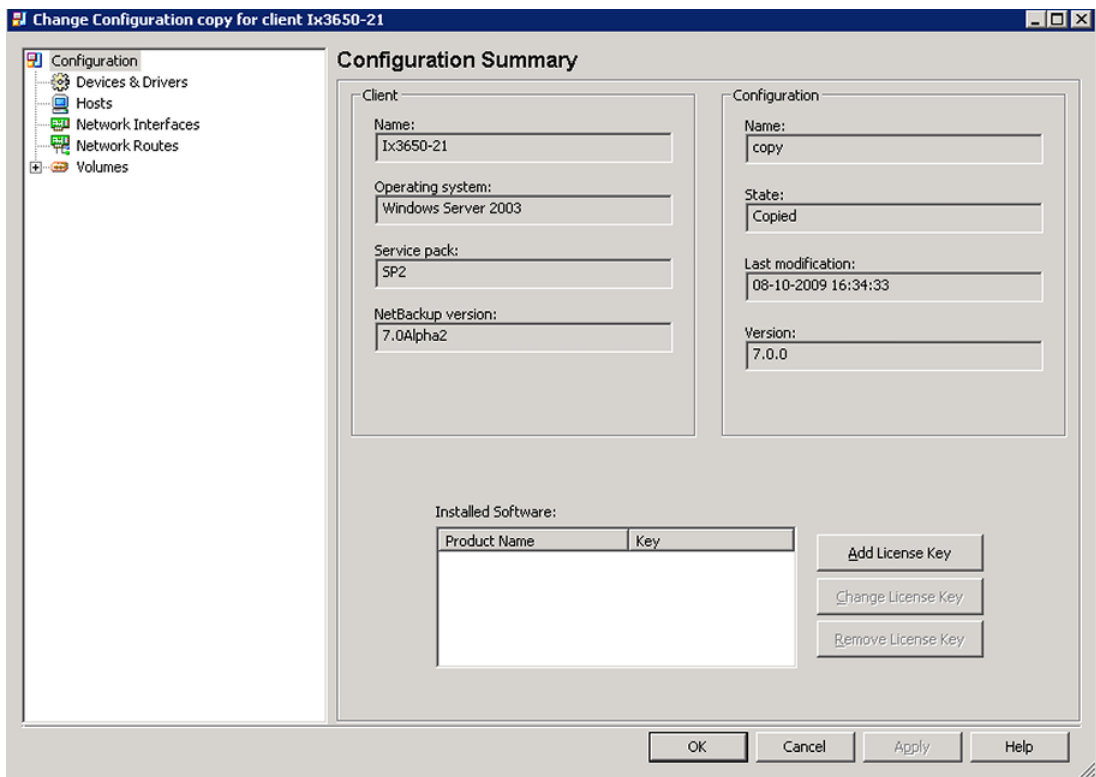 Change Configuration copy for client Ix3650-21
Configuration
Devices & Drivers
Hosts
Network Interfaces
Network Routes
Volumes
Configuration Summary
Client
Name:
Ix3650-21
Operating system:
Windows Server 2003
Service pack:
SP2
NetBackup version:
7.0Alpha2
Configuration
Name:
copy
State:
Copied
Last modification:
08-10-2009 16:34:33
Version:
7.0.0
Installed Software:
Product Name Key
Add License Key
Change License Key
Remove License Key
OK Cancel Apply Help